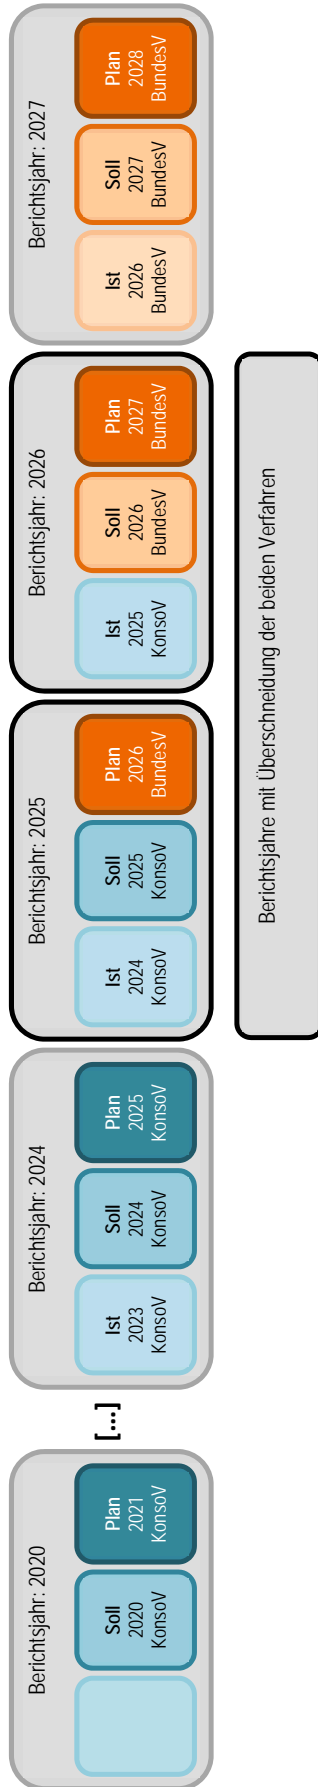 Berichtsjahr: 2020
Soll
2020
KonsoV
Plan
2021
KonsoV
[...]
Berichtsjahr: 2024
Ist
2023
KonsoV
Soll
2024
KonsoV
Plan
2025
KonsoV
Berichtsjahr: 2025
Ist
2024
KonsoV
Soll
2025
KonsoV
Plan
2026
BundesV
Berichtsjahr: 2026
Ist
2025
KonsoV
Soll
2026
BundesV
Plan
2027
BundesV
Berichtsjahr: 2027
Ist
2026
BundesV
Soll
2027
BundesV
Plan
2028
BundesV
Berichtsjahre mit Überschneidung der beiden Verfahren